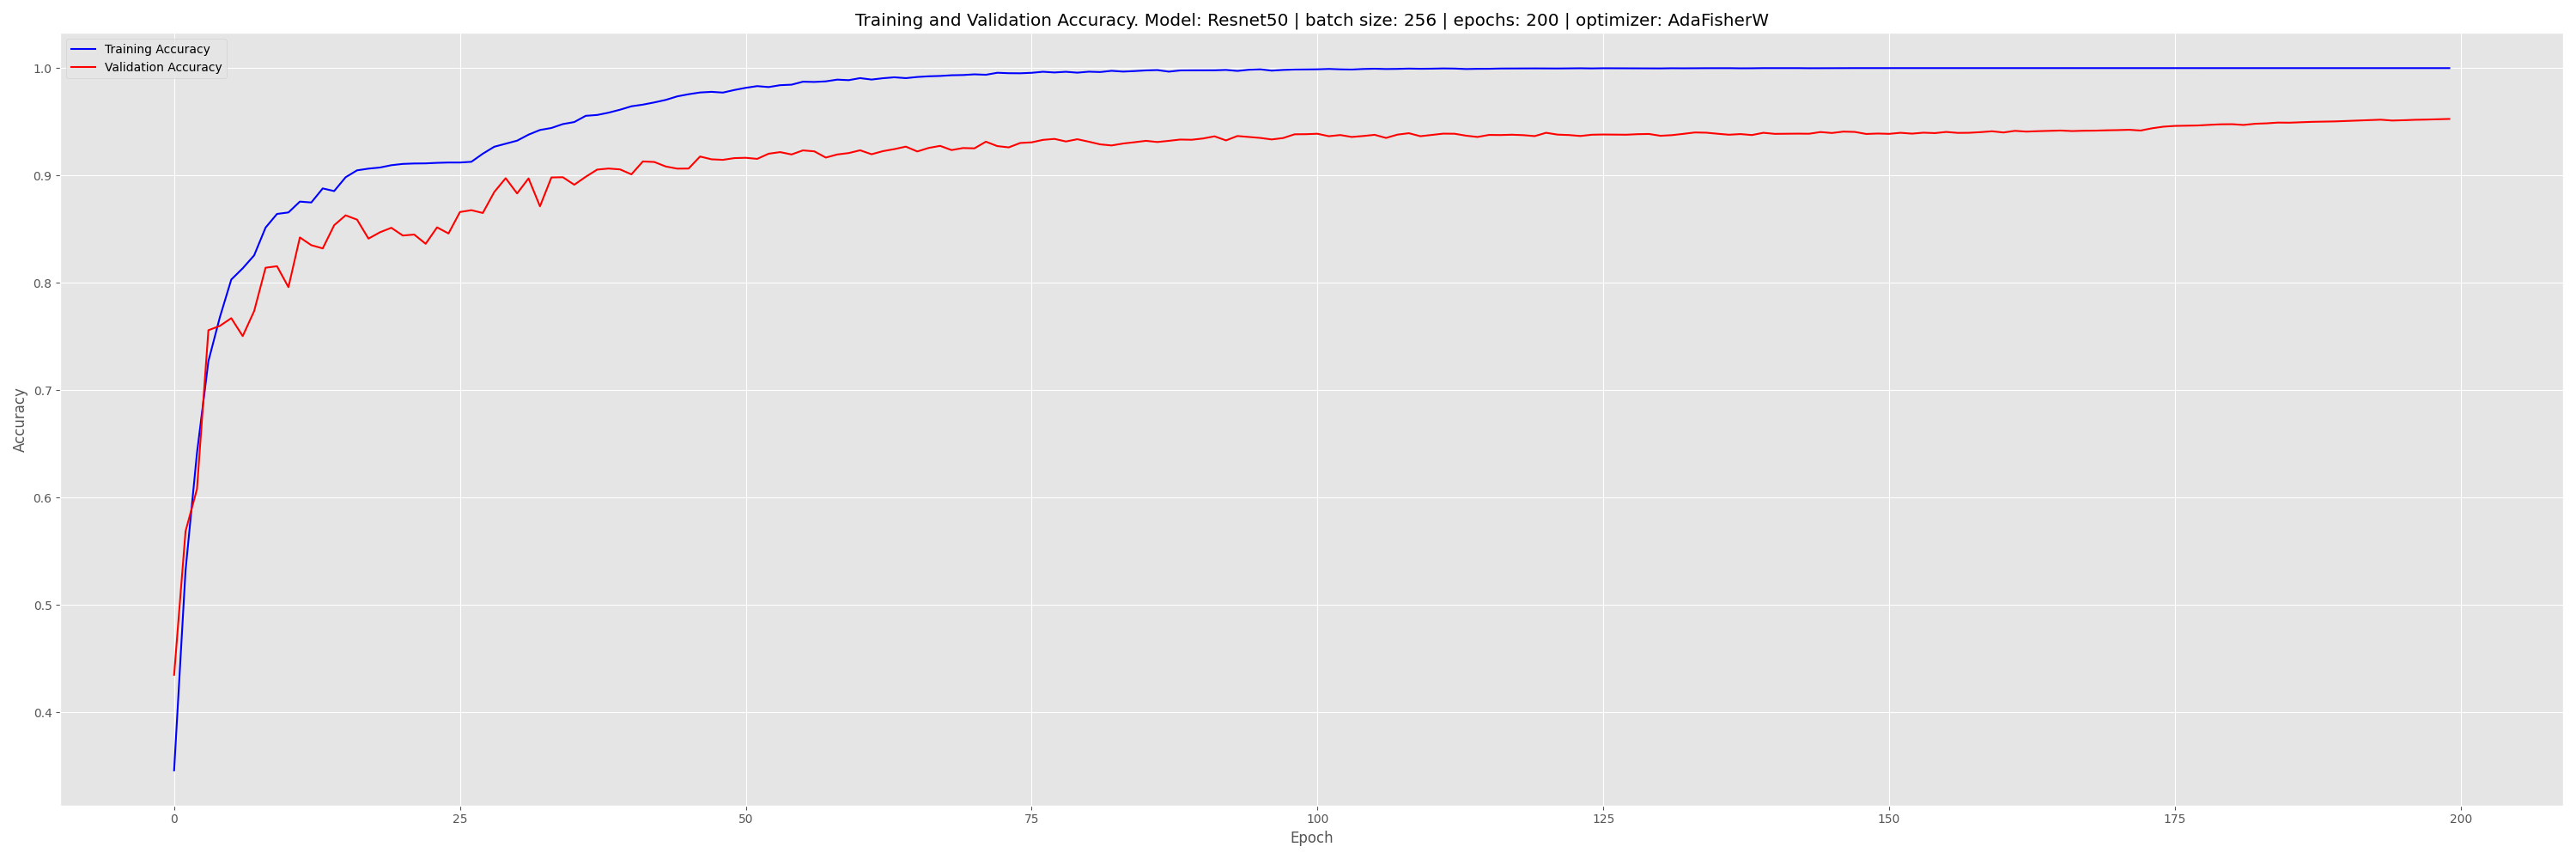 Training and Validation Accuracy. Model: Resnet50 | batch size: 256 | epochs: 200 | optimizer: AdaFisherW
Training Accuracy
Validation Accuracy
1.0
0.9
0.8
0.7
0.6
0.5
0.4
Accuracy
0 25 50 75 100 125 150 175 200
Epoch